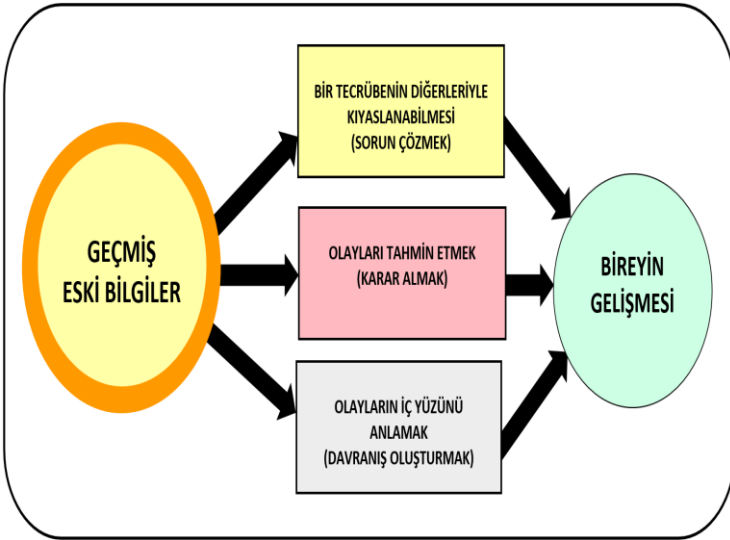 GEÇMİŞ
ESKİ BİLGİLER
BİR TECRÜBENİN DİĞERLERİYLE
KIYASLANABİLMESİ
(SORUN ÇÖZMEK)
OLAYLARI TAHMİN ETMEK
(KARAR ALMAK)
OLAYLARIN İÇ YÜZÜNÜ
ANLAMAK
(DAVRANIŞ OLUŞTURMAK)
BİREYİN
GELİŞMESİ